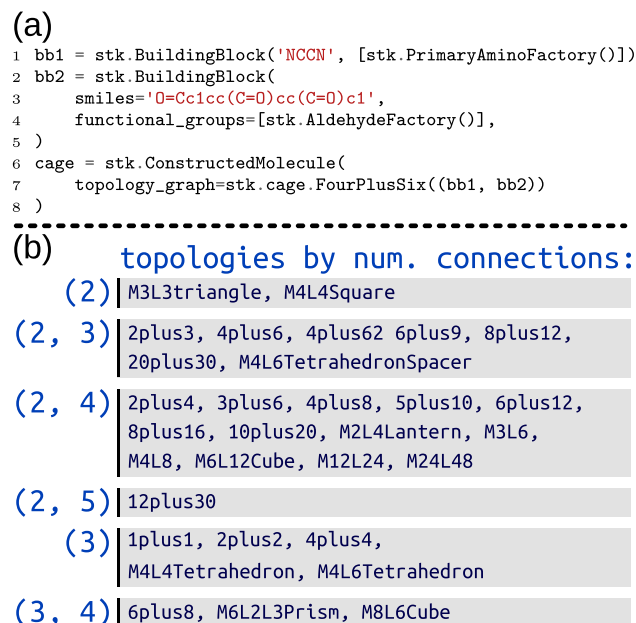 (a)
1 bb1 = stk.BuildingBlock('NCCN', [stk.PrimaryAminoFactory()])
2 bb2 = stk.BuildingBlock(
3     smiles='O=Cc1cc(C=O)cc(C=O)c1',
4     functional_groups=[stk.AldehydeFactory()],
5 )
6 cage = stk.ConstructedMolecule(
7     topology_graph=stk.cage.FourPlusSix((bb1, bb2))
8 )
(b)
topologies by num. connections:
(2) M3L3triangle, M4L4Square
(2, 3) 2plus3, 4plus6, 4plus62 6plus9, 8plus12,
20plus30, M4L6TetrahedronSpacer
(2, 4) 2plus4, 3plus6, 4plus8, 5plus10, 6plus12,
8plus16, 10plus20, M2L4Lantern, M3L6,
M4L8, M6L12Cube, M12L24, M24L48
(2, 5) 12plus30
(3) 1plus1, 2plus2, 4plus4,
M4L4Tetrahedron, M4L6Tetrahedron
(3, 4) 6plus8, M6L2L3Prism, M8L6Cube